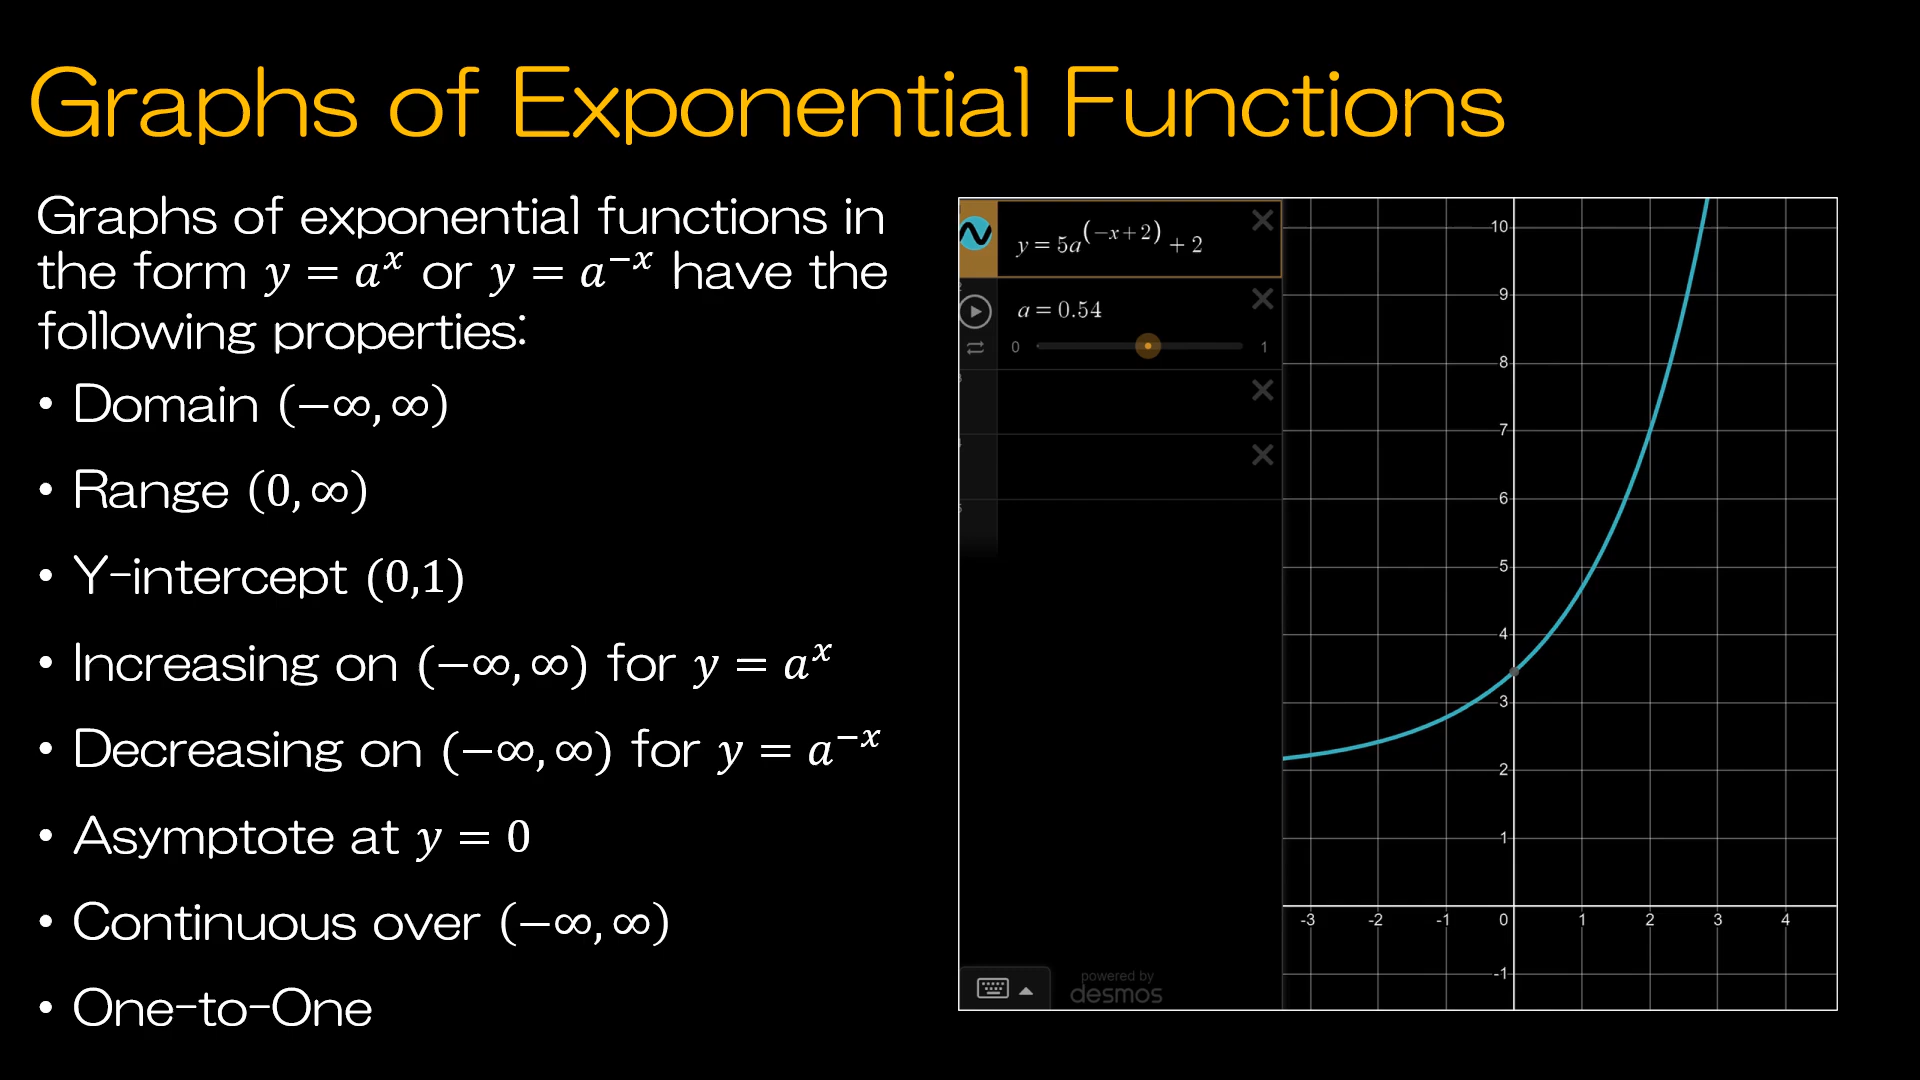 Graphs of Exponential Functions
Graphs of exponential functions in
the form y = a^x or y = a^{-x} have the
following properties:
• Domain (−∞, ∞)
• Range (0, ∞)
• Y-intercept (0,1)
• Increasing on (−∞, ∞) for y = a^x
• Decreasing on (−∞, ∞) for y = a^{-x}
• Asymptote at y = 0
• Continuous over (−∞, ∞)
• One-to-One
y = 5a^{(−x+2)} + 2
a = 0.54
0 1
10
9
8
7
6
5
4
3
2
1
-3 -2 -1 0 1 2 3 4
-1
powered by
desmos